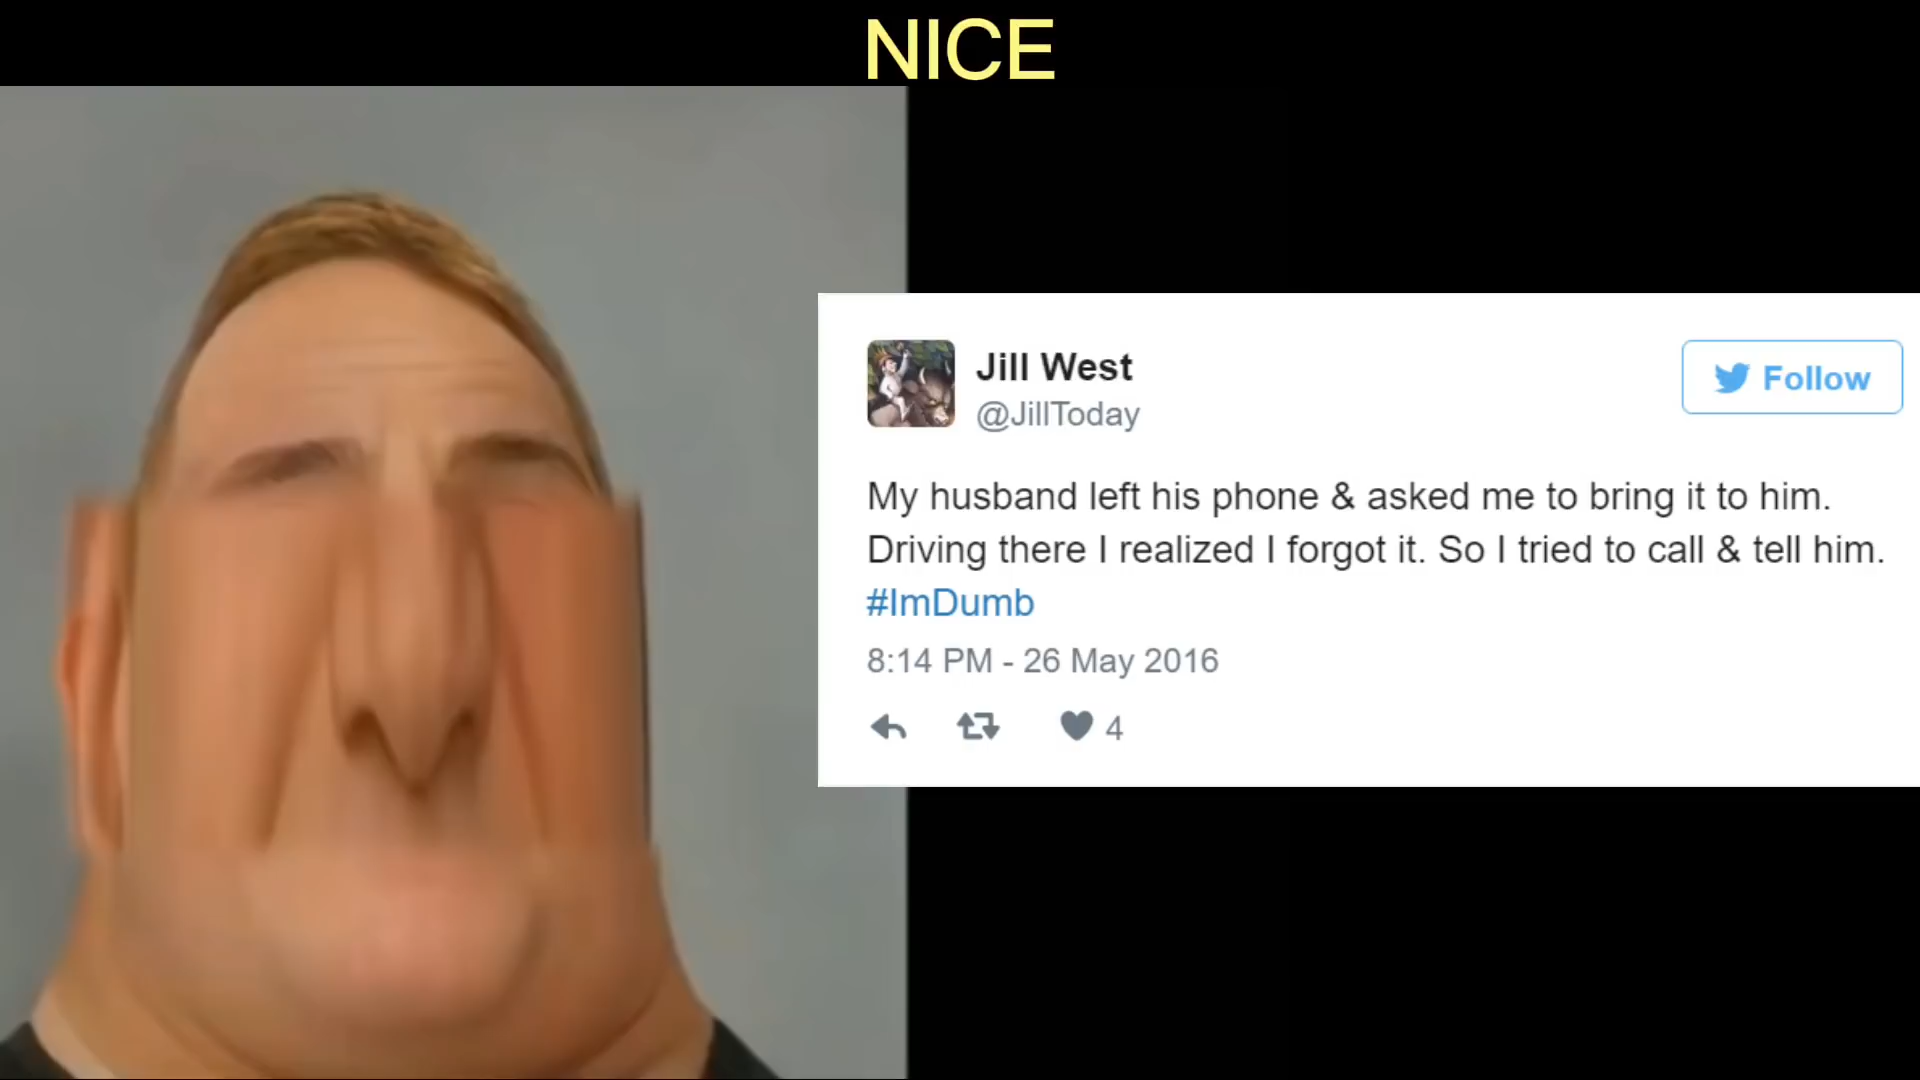 NICE
Jill West
@JillToday
Follow
My husband left his phone & asked me to bring it to him.
Driving there I realized I forgot it. So I tried to call & tell him.
#ImDumb
8:14 PM - 26 May 2016
4